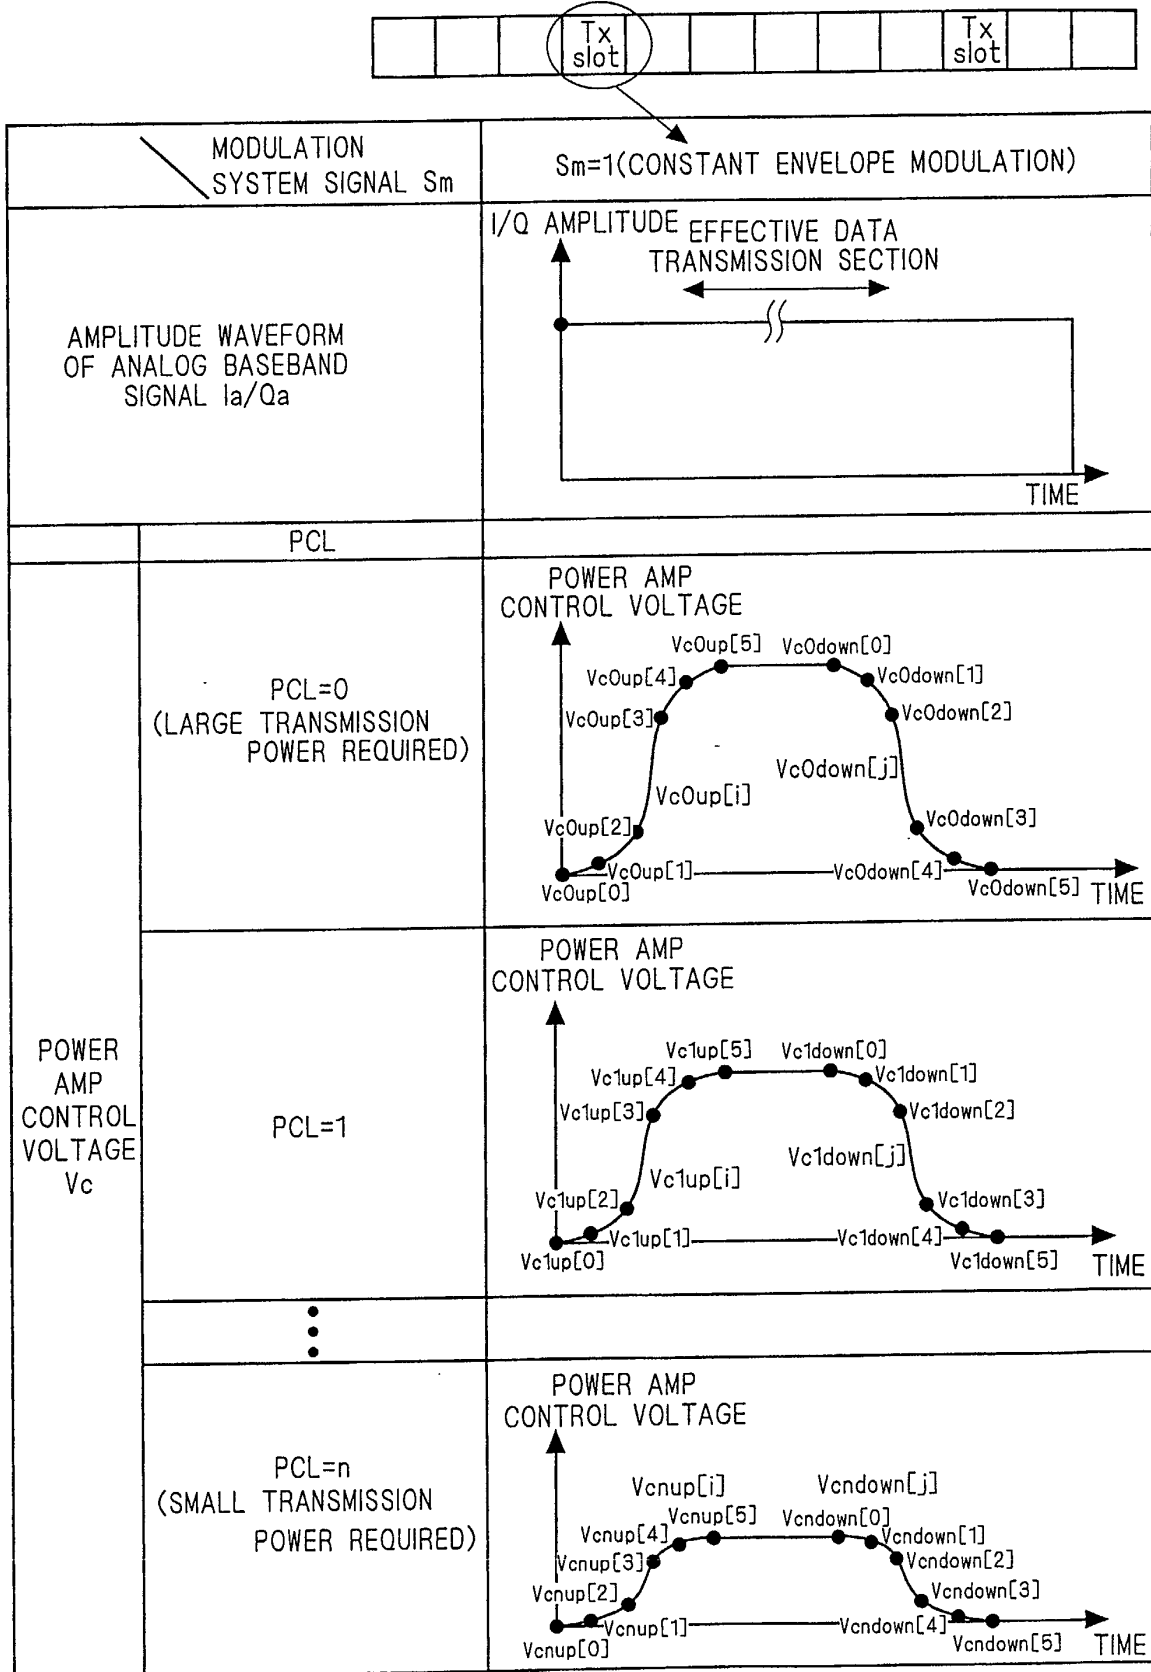 Tx
slot
Tx
slot
MODULATION
SYSTEM SIGNAL Sm
Sm=1(CONSTANT ENVELOPE MODULATION)
AMPLITUDE WAVEFORM
OF ANALOG BASEBAND
SIGNAL Ia/Qa
I/Q AMPLITUDE
EFFECTIVE DATA
TRANSMISSION SECTION
TIME
PCL
POWER
AMP
CONTROL
VOLTAGE
Vc
PCL=0
(LARGE TRANSMISSION
POWER REQUIRED)
POWER AMP
CONTROL VOLTAGE
Vc0up[5]
Vc0down[0]
Vc0up[4]
Vc0down[1]
Vc0up[3]
Vc0down[2]
Vc0down[j]
Vc0up[i]
Vc0up[2]
Vc0down[3]
Vc0up[1]
Vc0down[4]
Vc0up[0]
Vc0down[5]
TIME
PCL=1
POWER AMP
CONTROL VOLTAGE
Vc1up[5]
Vc1down[0]
Vc1up[4]
Vc1down[1]
Vc1up[3]
Vc1down[2]
Vc1down[j]
Vc1up[i]
Vc1up[2]
Vc1down[3]
Vc1up[1]
Vc1down[4]
Vc1up[0]
Vc1down[5]
TIME
PCL=n
(SMALL TRANSMISSION
POWER REQUIRED)
POWER AMP
CONTROL VOLTAGE
Vcnup[i]
Vcndown[j]
Vcnup[5]
Vcndown[0]
Vcnup[4]
Vcndown[1]
Vcnup[3]
Vcndown[2]
Vcnup[2]
Vcndown[3]
Vcnup[1]
Vcndown[4]
Vcnup[0]
Vcndown[5]
TIME